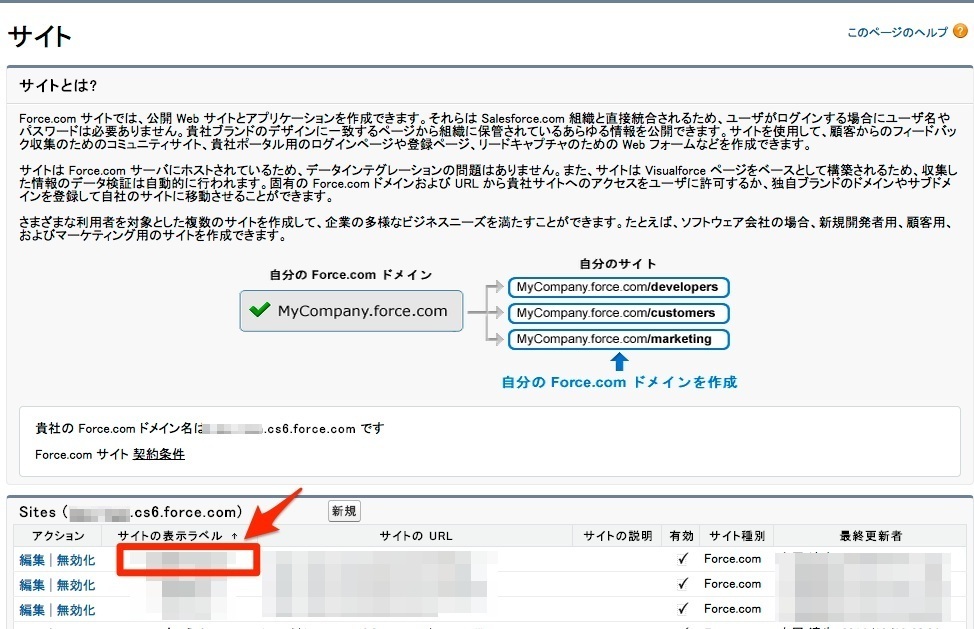 サイト
このページのヘルプ ?
サイトとは?
Force.com サイトでは、公開 Web サイトとアプリケーションを作成できます。それらは Salesforce.com 組織と直接統合されるため、ユーザがログインする場合にユーザ名や
パスワードは必要ありません。貴社ブランドのデザインに一致するページから組織に保管されているあらゆる情報を公開できます。サイトを使用して、顧客からのフィードバッ
ク収集のためのコミュニティサイト、貴社ポータル用のログインページや登録ページ、リードキャプチャのための Web フォームなどを作成できます。
サイトは Force.com サーバにホストされているため、データインテグレーションの問題はありません。また、サイトは Visualforce ページをベースとして構築されるため、収集し
た情報のデータ検証は自動的に行われます。固有の Force.com ドメインおよび URL から貴社サイトへのアクセスをユーザに許可するか、独自ブランドのドメインやサブドメ
インを登録して自社のサイトに移動させることができます。
さまざまな利用者を対象とした複数のサイトを作成して、企業の多様なビジネスニーズを満たすことができます。たとえば、ソフトウェア会社の場合、新規開発者用、顧客用、
およびマーケティング用のサイトを作成できます。
自分の Force.com ドメイン
MyCompany.force.com
自分のサイト
MyCompany.force.com/developers
MyCompany.force.com/customers
MyCompany.force.com/marketing
自分の Force.com ドメインを作成
貴社の Force.com ドメイン名は .cs6.force.com です
Force.com サイト 契約条件
Sites ( .cs6.force.com) 新規
アクション サイトの表示ラベル ↑ サイトの URL サイトの説明 有効 サイト種別 最終更新者
編集 | 無効化 ✓ Force.com
編集 | 無効化 ✓ Force.com
編集 | 無効化 ✓ Force.com